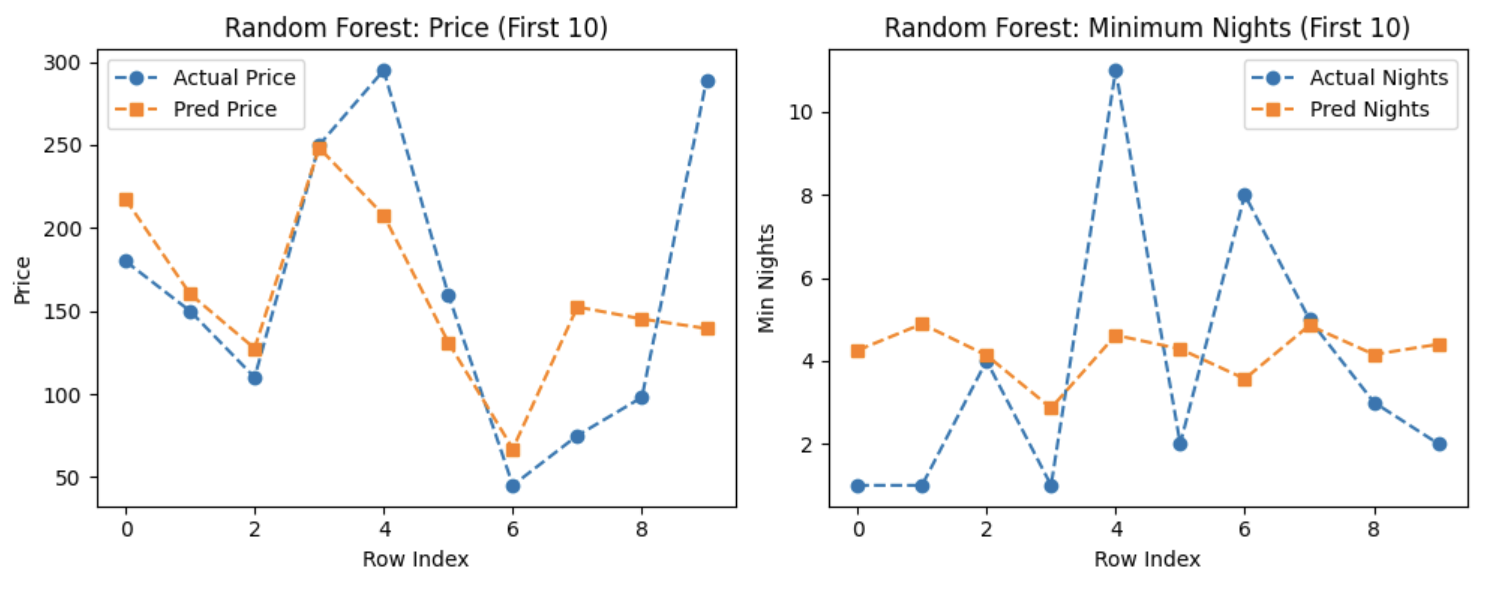 Random Forest: Price (First 10)
Actual Price
Pred Price
300
250
200
150
100
50
Price
0 2 4 6 8
Row Index
Random Forest: Minimum Nights (First 10)
Actual Nights
Pred Nights
10
8
6
4
2
Min Nights
0 2 4 6 8
Row Index